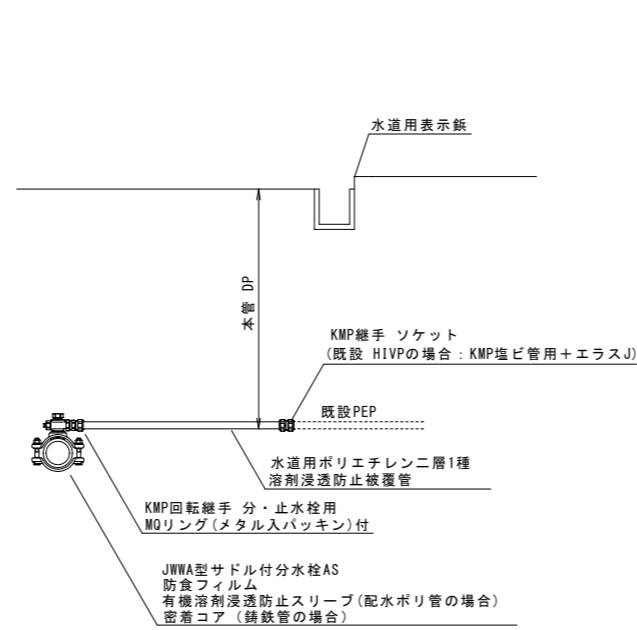 水道用表示鋲
本管 DP
KMP継手 ソケット
(既設 HIVPの場合：KMP塩ビ管用＋エラスJ)
既設PEP
水道用ポリエチレン二層1種
溶剤浸透防止被覆管
KMP回転継手 分・止水栓用
MQリング(メタル入パッキン)付
JWWA型サドル付分水栓AS
防食フィルム
有機溶剤浸透防止スリーブ(配水ポリ管の場合)
密着コア（鋳鉄管の場合）